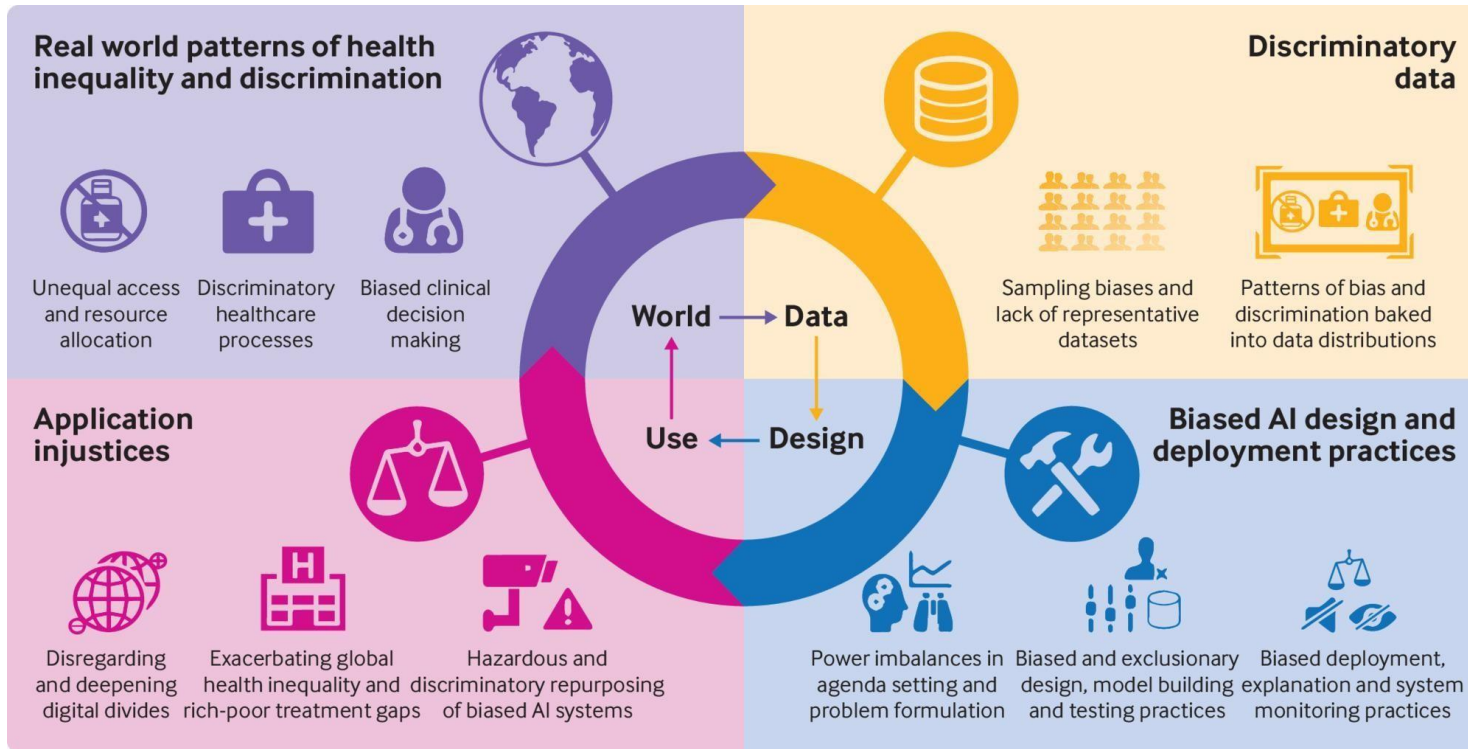 Real world patterns of health
inequality and discrimination
Unequal access
and resource
allocation
Discriminatory
healthcare
processes
Biased clinical
decision
making
Discriminatory
data
Sampling biases and
lack of representative
datasets
Patterns of bias and
discrimination baked
into data distributions
World
Data
Use
Design
Application
injustices
H
Disregarding
and deepening
digital divides
Exacerbating global
health inequality and
rich-poor treatment gaps
Hazardous and
discriminatory repurposing
of biased AI systems
Biased AI design and
deployment practices
Power imbalances in
agenda setting and
problem formulation
Biased and exclusionary
design, model building
and testing practices
Biased deployment,
explanation and system
monitoring practices